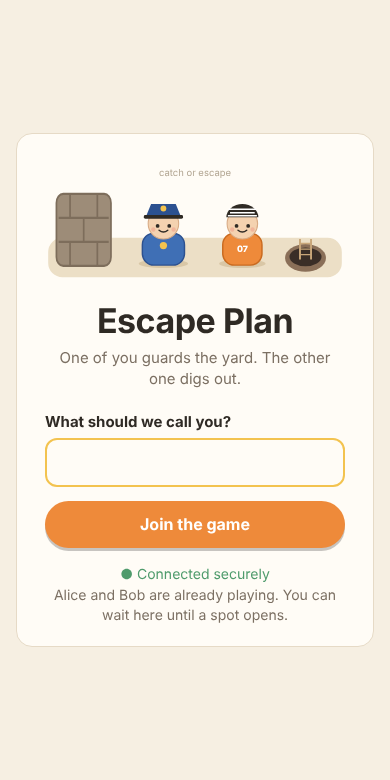 catch or escape
07
Escape Plan
One of you guards the yard. The other
one digs out.
What should we call you?
Join the game
Connected securely
Alice and Bob are already playing. You can
wait here until a spot opens.